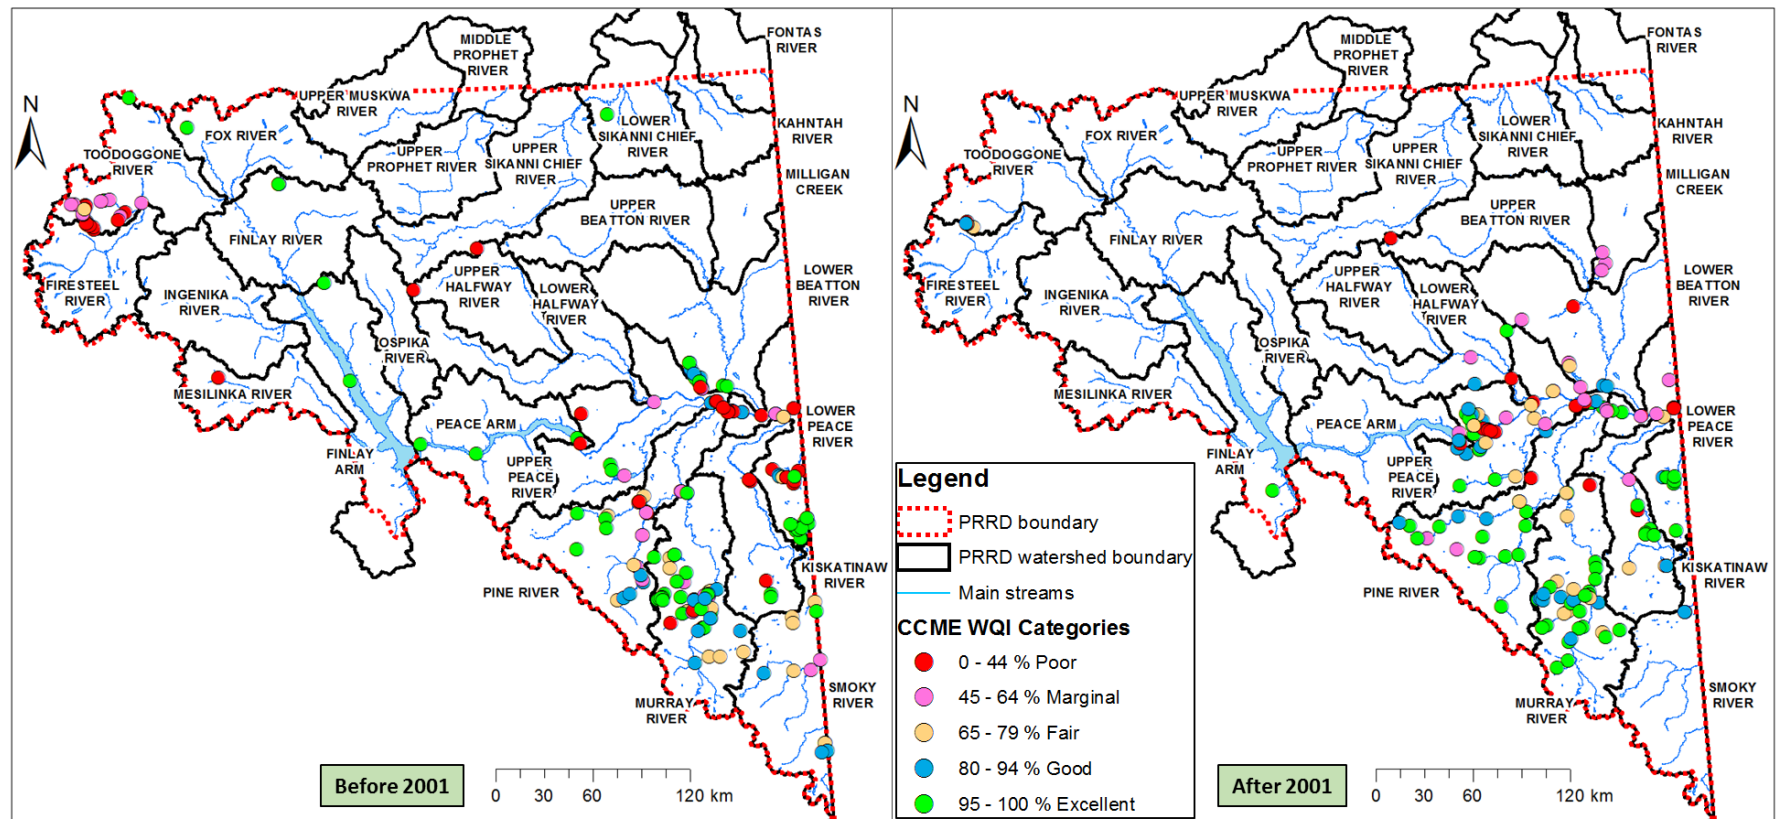 FONTAS
RIVER
MIDDLE
PROPHET
RIVER
N
UPPER MUSKWA
RIVER
FOX RIVER
LOWER
SIKANNI CHIEF
RIVER
KAHNTAH
RIVER
TOODOGGONE
RIVER
UPPER
PROPHET RIVER
UPPER
SIKANNI CHIEF
RIVER
MILLIGAN
CREEK
UPPER
BEATTON RIVER
FINLAY RIVER
FIRESTEEL
RIVER
INGENIKA
RIVER
UPPER
HALFWAY
RIVER
LOWER
HALFWAY
RIVER
LOWER
BEATTON
RIVER
OSPIKA
RIVER
MESILINKA RIVER
PEACE ARM
LOWER
PEACE
RIVER
FINLAY
ARM
UPPER
PEACE
RIVER
PINE RIVER
KISKATINAW
RIVER
MURRAY
RIVER
SMOKY
RIVER
Before 2001
0 30 60 120 km
FONTAS
RIVER
MIDDLE
PROPHET
RIVER
N
UPPER MUSKWA
RIVER
FOX RIVER
LOWER
SIKANNI CHIEF
RIVER
KAHNTAH
RIVER
TOODOGGONE
RIVER
UPPER
PROPHET RIVER
UPPER
SIKANNI CHIEF
RIVER
MILLIGAN
CREEK
UPPER
BEATTON RIVER
FINLAY RIVER
FIRESTEEL
RIVER
INGENIKA
RIVER
UPPER
HALFWAY
RIVER
LOWER
HALFWAY
RIVER
LOWER
BEATTON
RIVER
OSPIKA
RIVER
MESILINKA RIVER
PEACE ARM
LOWER
PEACE
RIVER
FINLAY
ARM
UPPER
PEACE
RIVER
PINE RIVER
KISKATINAW
RIVER
MURRAY
RIVER
SMOKY
RIVER
Legend
PRRD boundary
PRRD watershed boundary
Main streams
CCME WQI Categories
0 - 44 % Poor
45 - 64 % Marginal
65 - 79 % Fair
80 - 94 % Good
95 - 100 % Excellent
After 2001
0 30 60 120 km